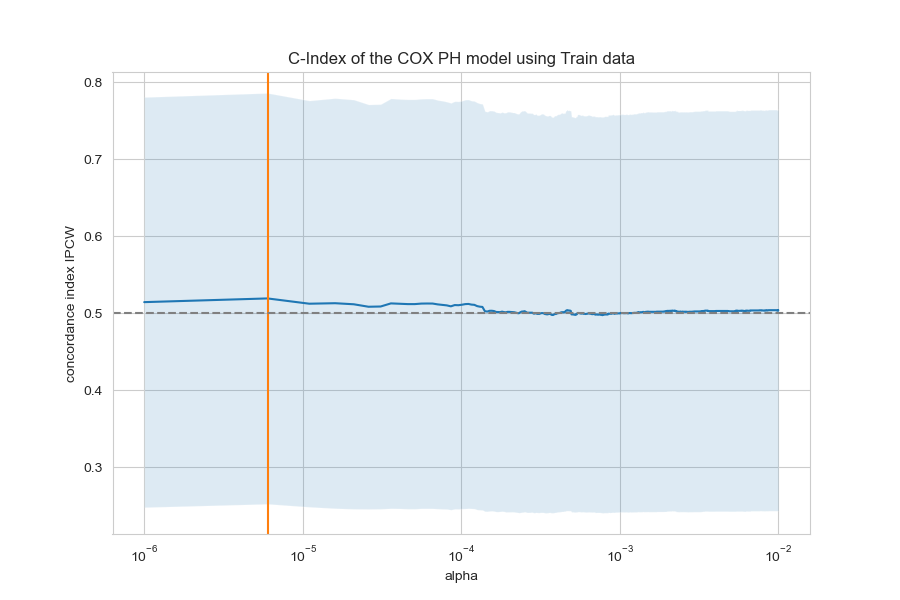 C-Index of the COX PH model using Train data
concordance index IPCW
0.8
0.7
0.6
0.5
0.4
0.3
10⁻⁶ 10⁻⁵ 10⁻⁴ 10⁻³ 10⁻²
alpha